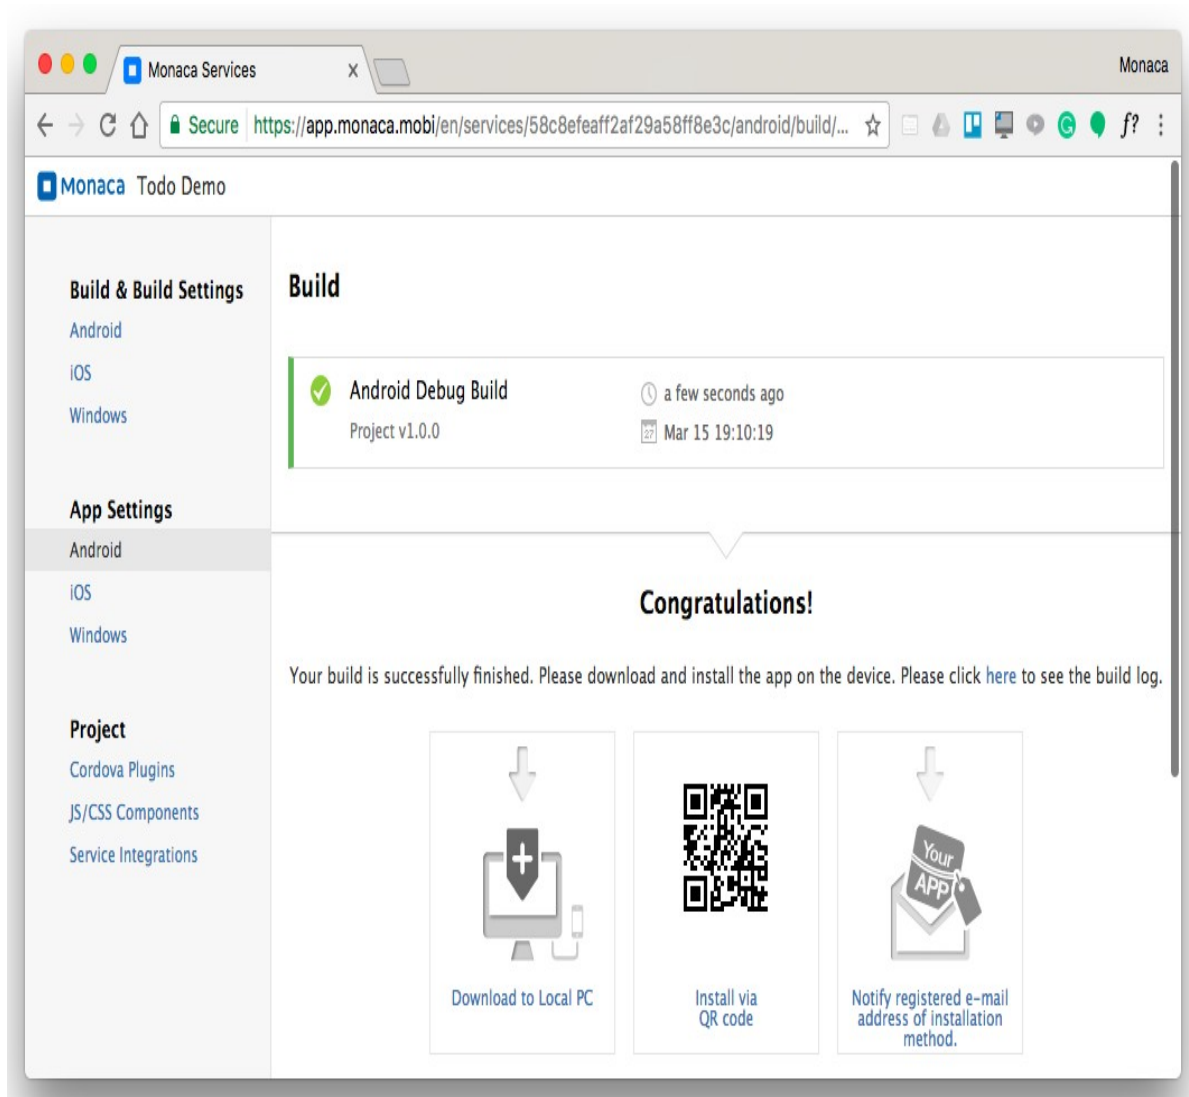 Monaca Services
Monaca
Secure https://app.monaca.mobi/en/services/58c8efeaff2af29a58ff8e3c/android/build/...
f?
Monaca Todo Demo
Build & Build Settings
Android
iOS
Windows
App Settings
Android
iOS
Windows
Project
Cordova Plugins
JS/CSS Components
Service Integrations
Build
Android Debug Build
a few seconds ago
Project v1.0.0
27 Mar 15 19:10:19
Congratulations!
Your build is successfully finished. Please download and install the app on the device. Please click here to see the build log.
Download to Local PC
Install via
QR code
Your
APP
Notify registered e-mail
address of installation
method.